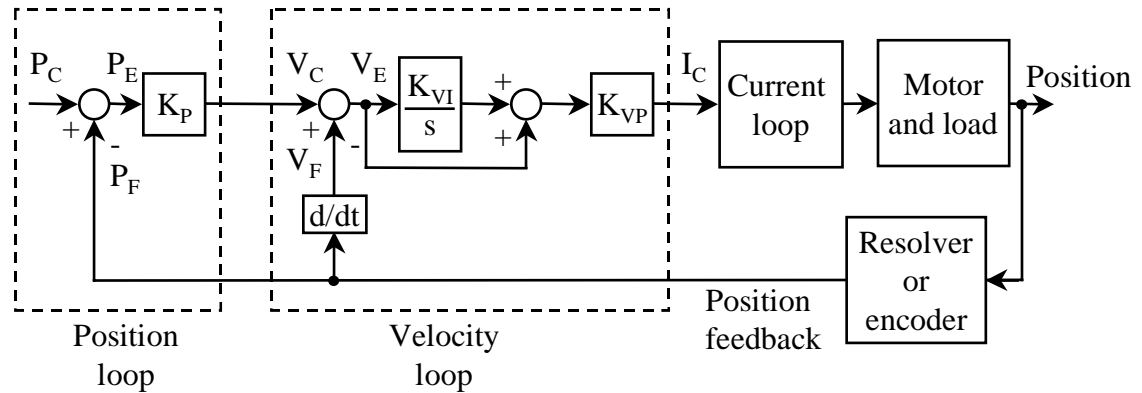 P_C
+
-
P_E
P_F
K_P
V_C
+
-
V_E
V_F
d/dt
K_VI
s
+
+
K_VP
I_C
Current
loop
Motor
and load
Position
Resolver
or
encoder
Position
feedback
Position
loop
Velocity
loop